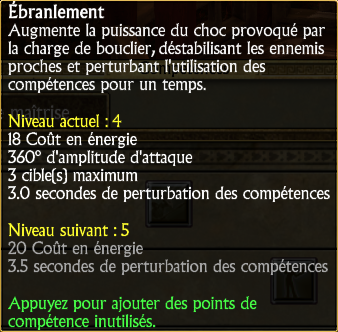 Ébranlement
Augmente la puissance du choc provoqué par
la charge de bouclier, déstabilisant les ennemis
proches et perturbant l'utilisation des
compétences pour un temps.
maîtrise
Niveau actuel : 4
18 Coût en énergie
360° d'amplitude d'attaque
3 cible(s) maximum
3.0 secondes de perturbation des compétences
Niveau suivant : 5
20 Coût en énergie
3.5 secondes de perturbation des compétences
Appuyez pour ajouter des points de
compétence inutilisés.